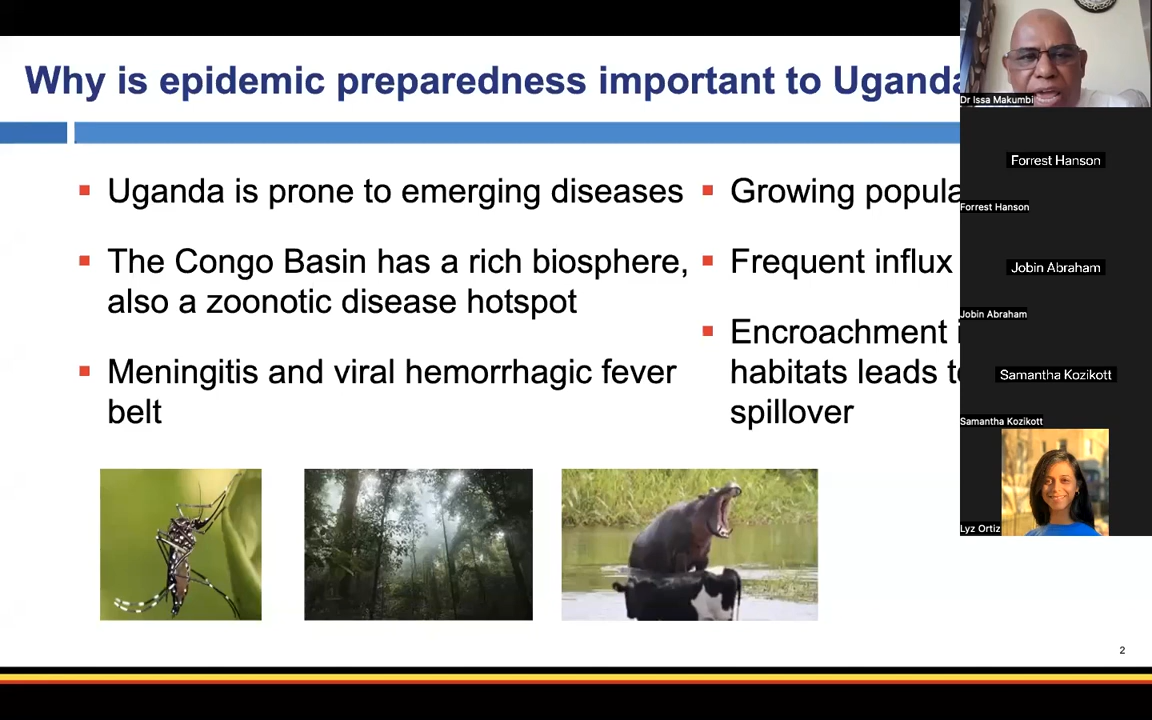 Why is epidemic preparedness important to Uganda
▪ Uganda is prone to emerging diseases
▪ The Congo Basin has a rich biosphere,
also a zoonotic disease hotspot
▪ Meningitis and viral hemorrhagic fever
belt
▪ Growing popula
▪ Frequent influx
▪ Encroachment
habitats leads
spillover
2
Dr Issa Makumbi
Forrest Hanson
Forrest Hanson
Jobin Abraham
Jobin Abraham
Samantha Kozikott
Samantha Kozikott
Lyz Ortiz